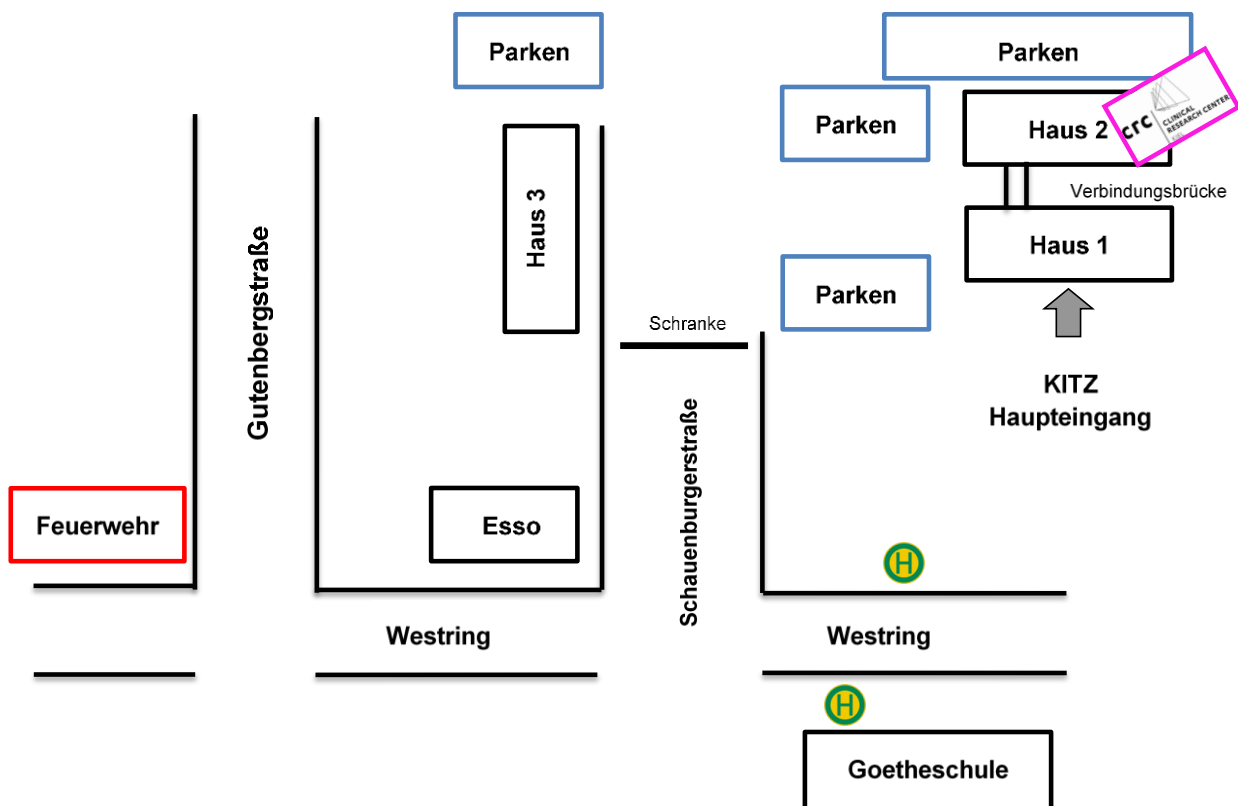 Parken
Parken
Parken
Haus 2
crc
CLINICAL
RESEARCH CENTER
KIEL
Verbindungsbrücke
Haus 3
Haus 1
Gutenbergstraße
Parken
Schranke
KITZ
Haupteingang
Schauenburgerstraße
Feuerwehr
Esso
H
Westring
Westring
H
Goetheschule